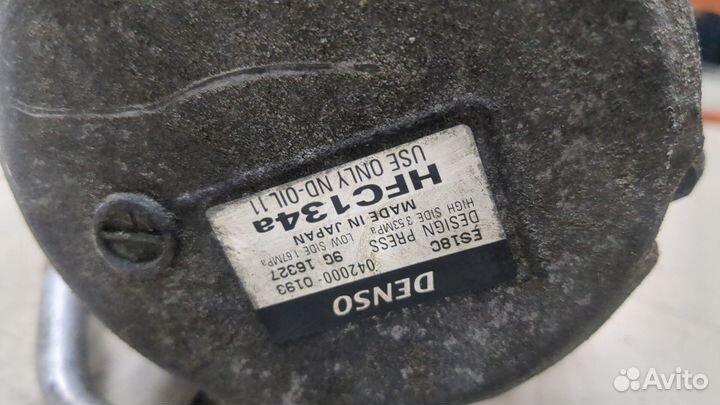 DENSO
042000-0193
ES18C 9G 16327
DESIGN PRESS
HIGH SIDE 3.53MPa LOW SIDE 1.67MPa
MADE IN JAPAN
HFC134a
USE ONLY ND-OIL 11
Avito